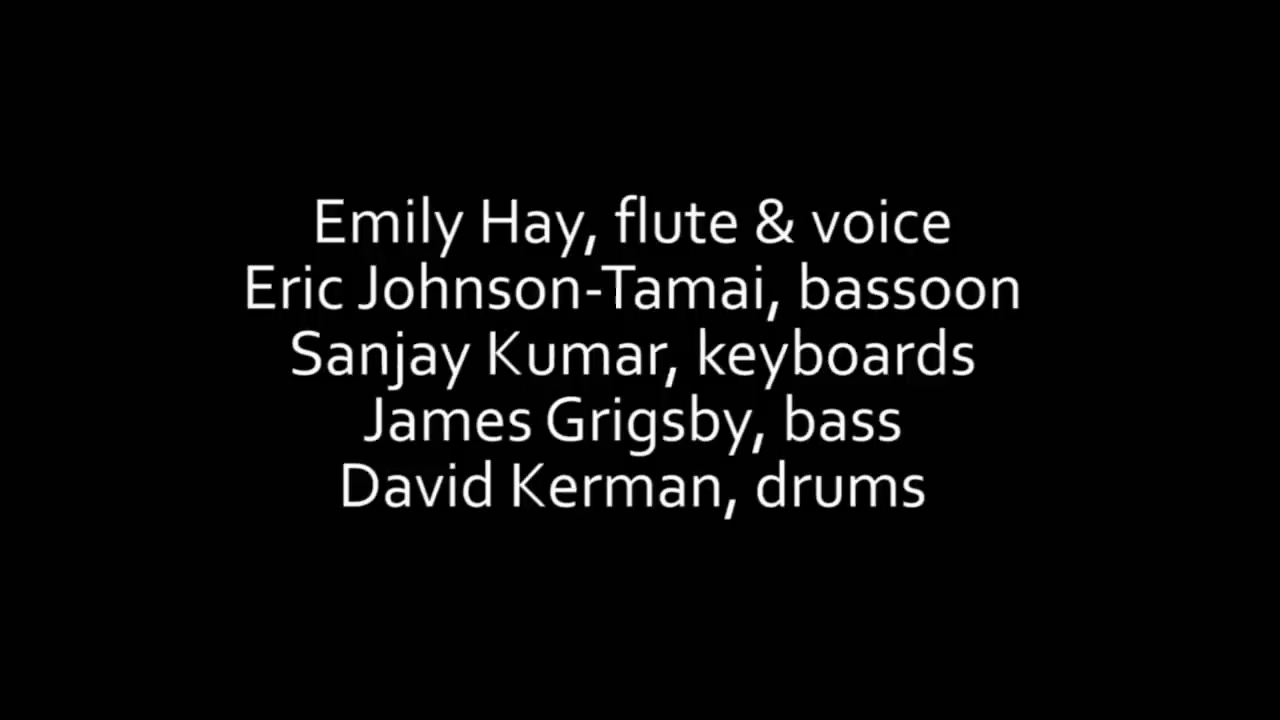 Emily Hay, flute & voice
Eric Johnson-Tamai, bassoon
Sanjay Kumar, keyboards
James Grigsby, bass
David Kerman, drums